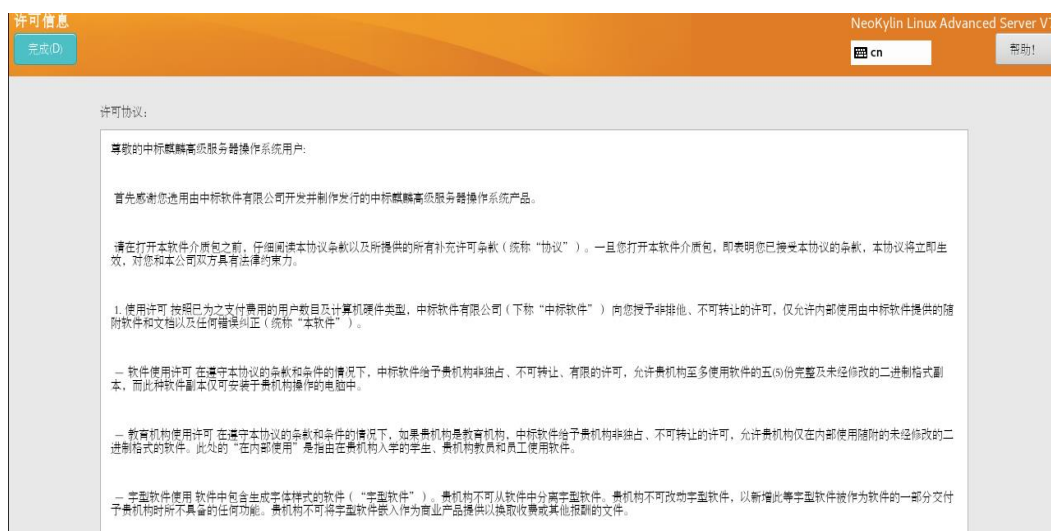 许可信息
NeoKylin Linux Advanced Server V7
完成(D)
cn
帮助!
许可协议:
尊敬的中标麒麟高级服务器操作系统用户:
首先感谢您选用由中标软件有限公司开发并制作发行的中标麒麟高级服务器操作系统产品。
请在打开本软件介质包之前,仔细阅读本协议条款以及所提供的所有补充许可条款(统称“协议”)。一旦您打开本软件介质包,即表明您已接受本协议的条款,本协议将立即生
效,对您和本公司双方具有法律约束力。
1. 使用许可 按照已为之支付费用的用户数目及计算机硬件类型,中标软件有限公司(下称“中标软件”) 向您授予非排他、不可转让的许可,仅允许内部使用由中标软件提供的随
附软件和文档以及任何错误纠正(统称“本软件”)。
— 软件使用许可 在遵守本协议的条款和条件的情况下,中标软件给予贵机构非独占、不可转让、有限的许可,允许贵机构至多使用软件的五(5)份完整及未经修改的二进制格式副
本,而此种软件副本仅可安装于贵机构操作的电脑中。
— 教育机构使用许可 在遵守本协议的条款和条件的情况下,如果贵机构是教育机构,中标软件给予贵机构非独占、不可转让的许可,允许贵机构仅在内部使用随附的未经修改的二
进制格式的软件。此处的“在内部使用”是指由在贵机构入学的学生、贵机构教员和员工使用软件。
— 字型软件使用 软件中包含生成字体样式的软件(“字型软件”)。贵机构不可从软件中分离字型软件。贵机构不可改动字型软件,以新增此等字型软件被作为软件的一部分交付
予贵机构时所不具备的任何功能。贵机构不可将字型软件嵌入作为商业产品提供以换取收费或其他报酬的文件。